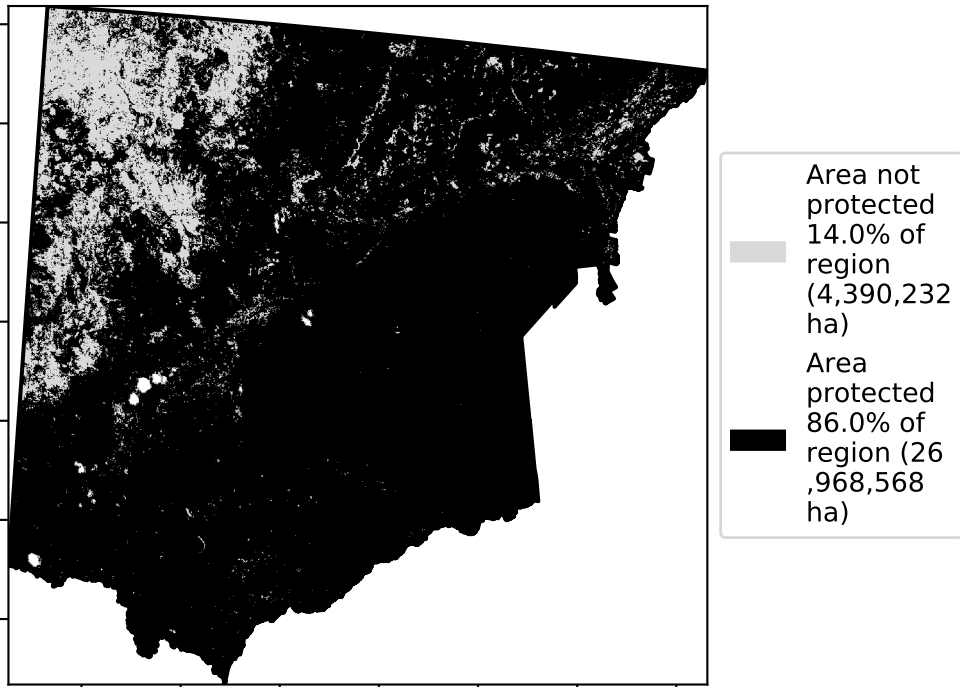 Area not
protected
14.0% of
region
(4,390,232
ha)
Area
protected
86.0% of
region (26
,968,568
ha)